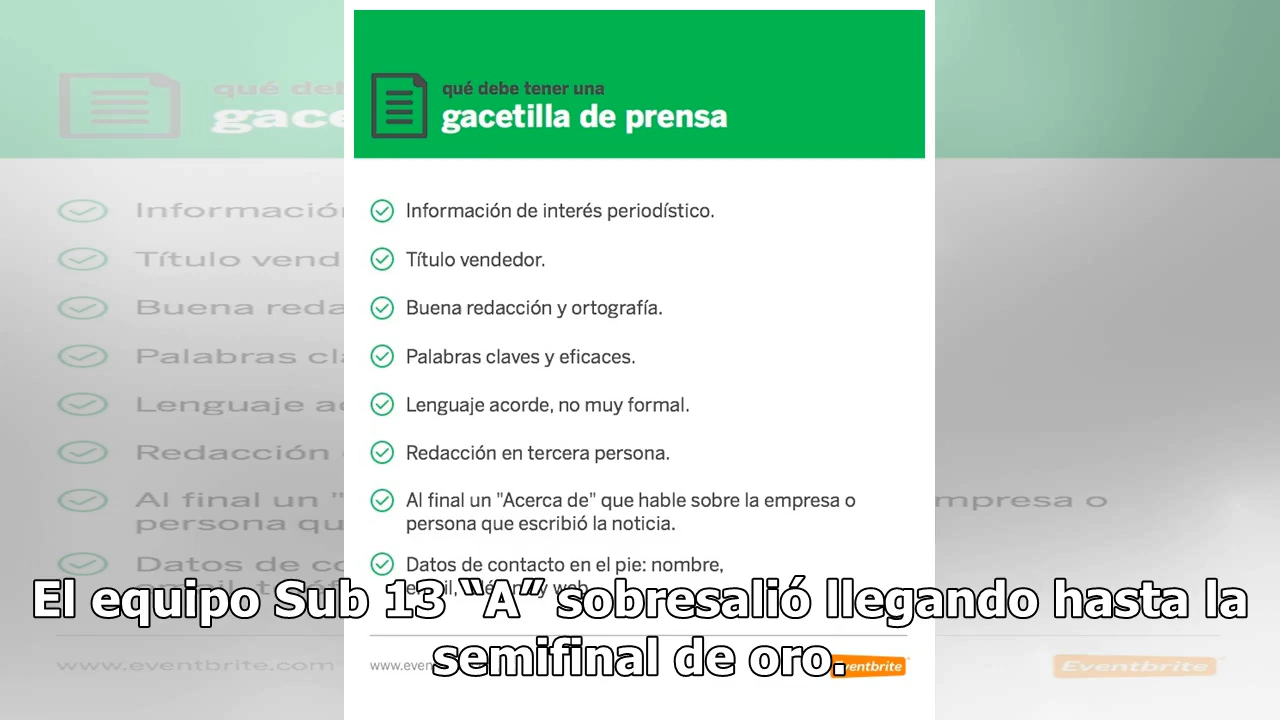 qué debe tener una
gacetilla de prensa
Información de interés periodístico.
Título vendedor.
Buena redacción y ortografía.
Palabras claves y eficaces.
Lenguaje acorde, no muy formal.
Redacción en tercera persona.
Al final un "Acerca de" que hable sobre la empresa o
persona que escribió la noticia.
Datos de contacto en el pie: nombre,
y web
El equipo Sub 13 “A” sobresalió llegando hasta la
semifinal de oro.